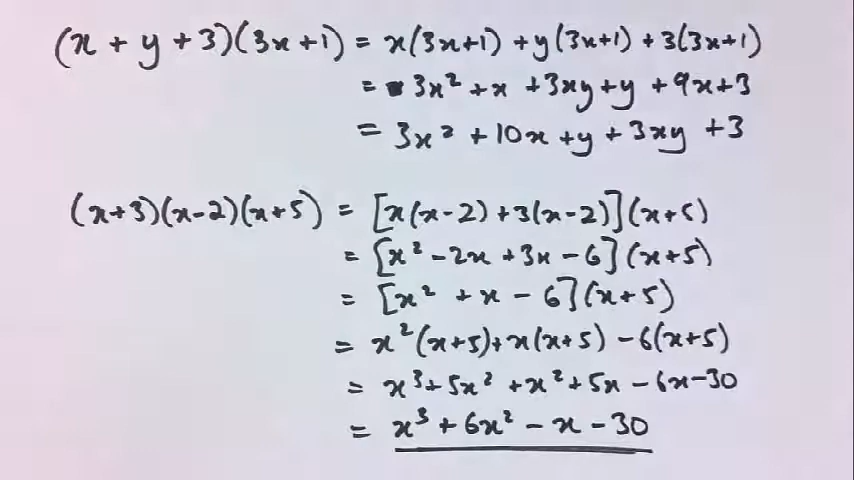 (x + y + 3)(3x+1) = x(3x+1) + y(3x+1) + 3(3x+1)
= 3x² + x + 3xy + y + 9x + 3
= 3x² + 10x + y + 3xy + 3
(x+3)(x-2)(x+5) = [x(x-2) + 3(x-2)](x+5)
= [x² - 2x + 3x - 6](x+5)
= [x² + x - 6](x+5)
= x²(x+5) + x(x+5) - 6(x+5)
= x³ + 5x² + x² + 5x - 6x - 30
= x³ + 6x² - x - 30